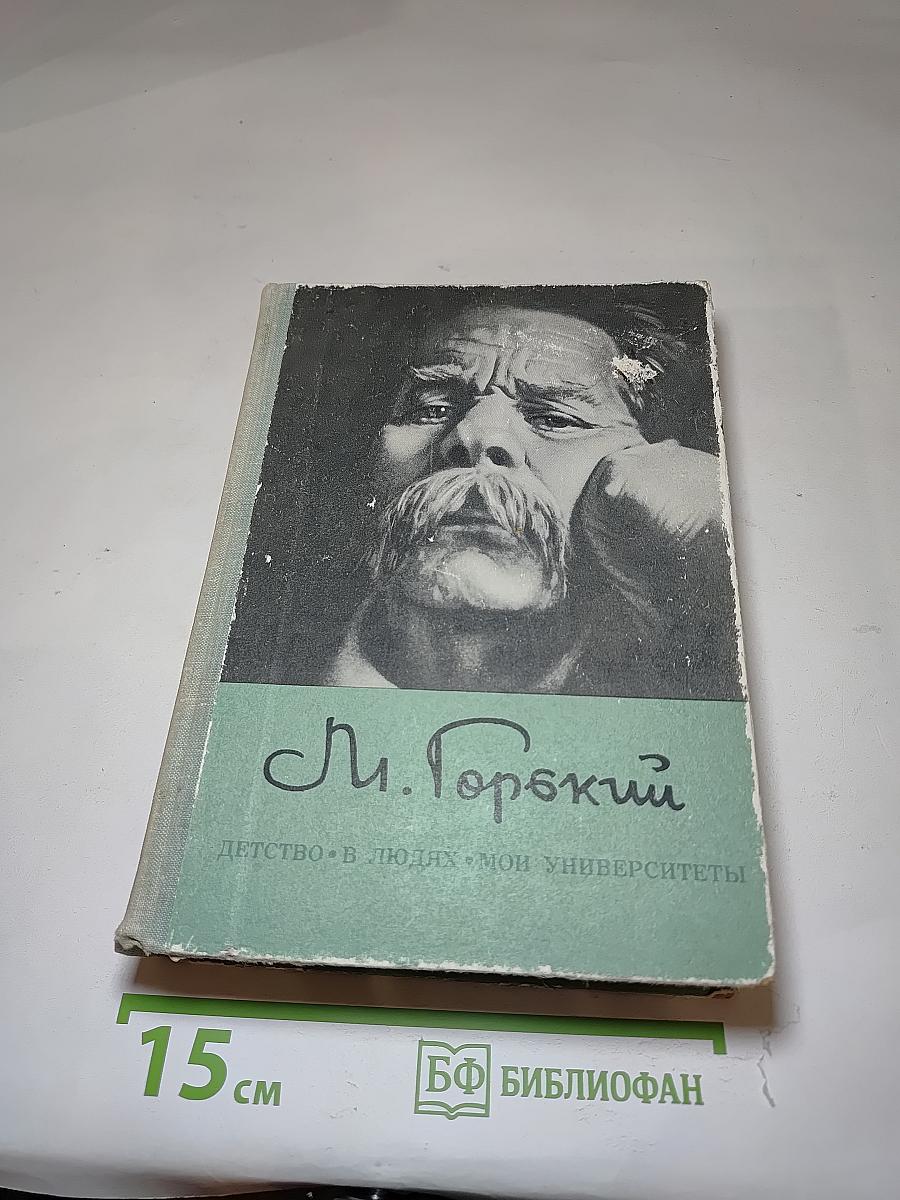 М. Горький
ДЕТСТВО • В ЛЮДЯХ • МОИ УНИВЕРСИТЕТЫ
15 см
БФ БИБЛИОФАН